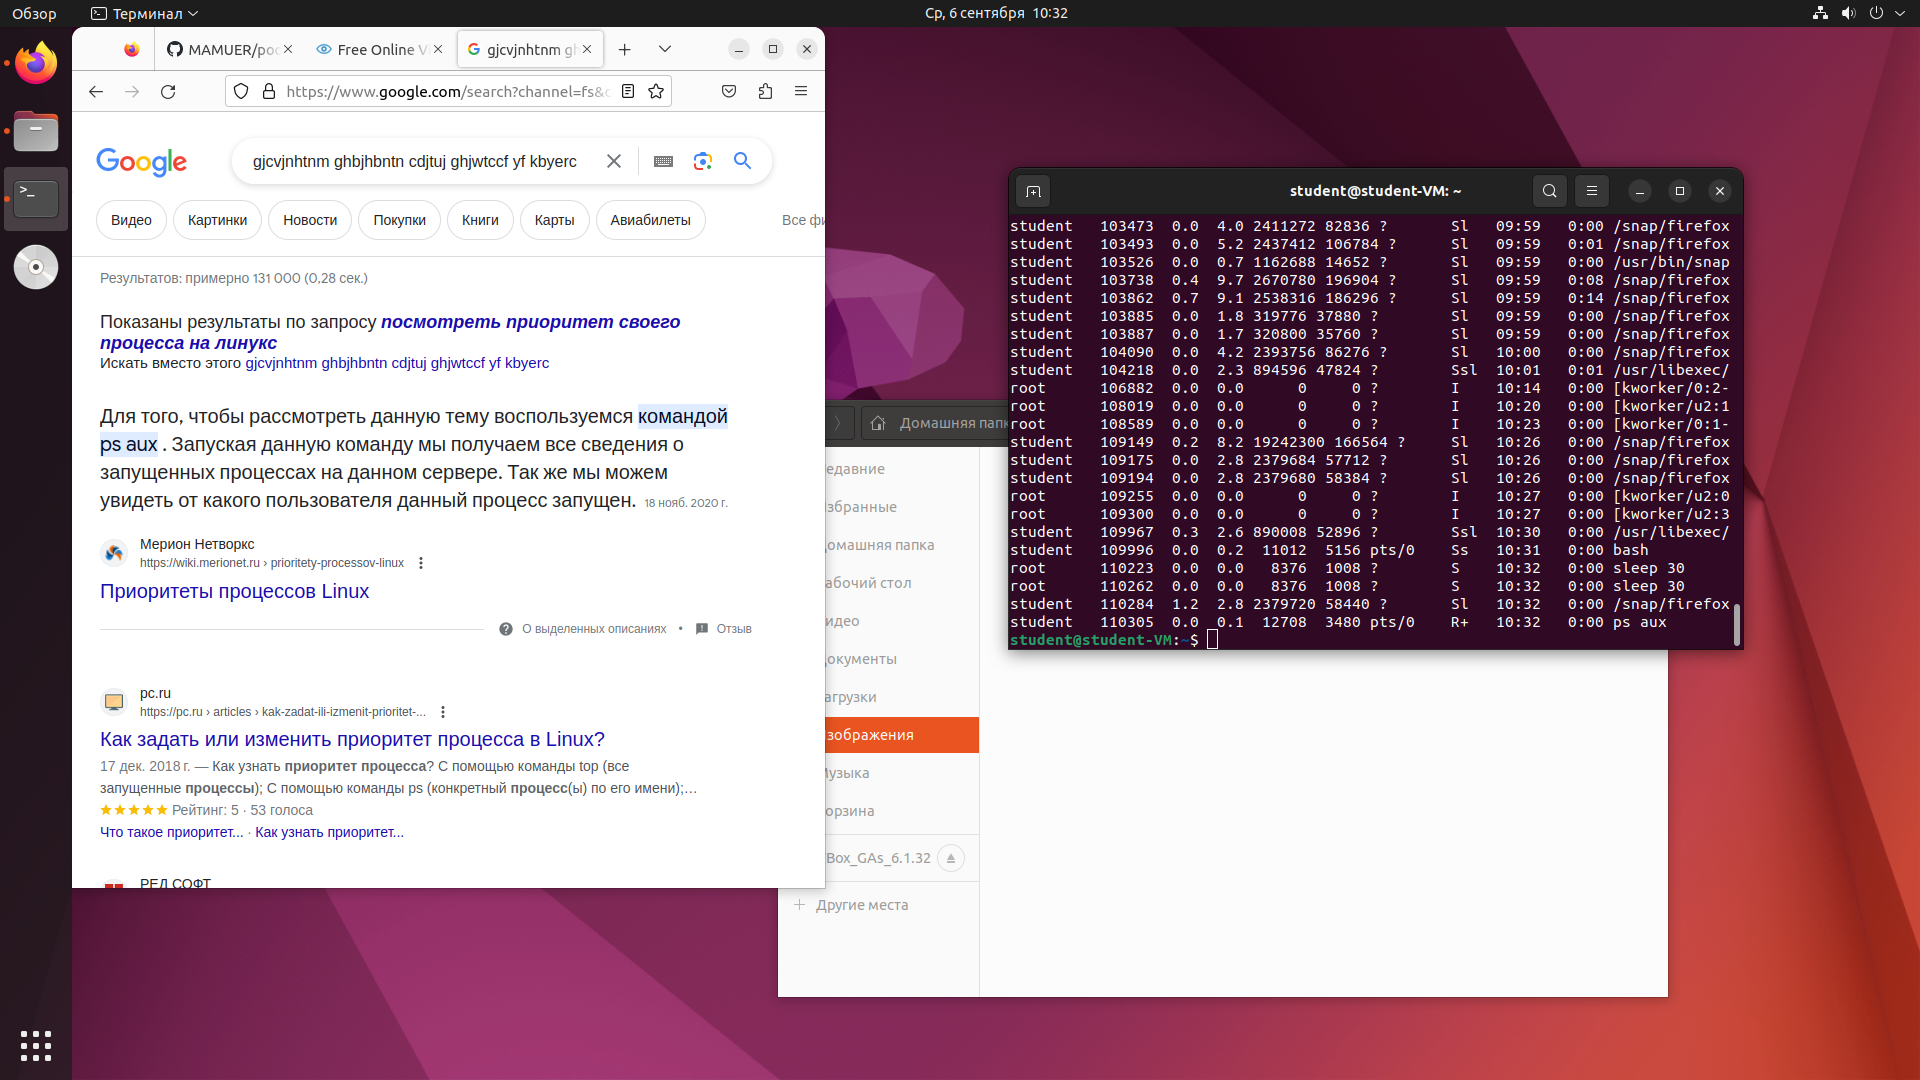 Обзор
Терминал
Ср, 6 сентября 10:32
MAMUER/poc
Free Online V
gjcvjnhtnm gh
https://www.google.com/search?channel=fs&c
Google
gjcvjnhtnm ghbjhbntn cdjtuj ghjwtccf yf kbyerc
Видео
Картинки
Новости
Покупки
Книги
Карты
Авиабилеты
Все фи
Результатов: примерно 131 000 (0,28 сек.)
Показаны результаты по запросу посмотреть приоритет своего
процесса на линукс
Искать вместо этого gjcvjnhtnm ghbjhbntn cdjtuj ghjwtccf yf kbyerc
Для того, чтобы рассмотреть данную тему воспользуемся командой
ps aux . Запуская данную команду мы получаем все сведения о
запущенных процессах на данном сервере. Так же мы можем
увидеть от какого пользователя данный процесс запущен. 18 нояб. 2020 г.
Мерион Нетворкс
https://wiki.merionet.ru › prioritety-processov-linux
Приоритеты процессов Linux
О выделенных описаниях • Отзыв
pc.ru
https://pc.ru › articles › kak-zadat-ili-izmenit-prioritet-...
Как задать или изменить приоритет процесса в Linux?
17 дек. 2018 г. — Как узнать приоритет процесса? С помощью команды top (все
запущенные процессы); С помощью команды ps (конкретный процесс(ы) по его имени);…
Рейтинг: 5 · 53 голоса
Что такое приоритет... · Как узнать приоритет...
РЕД СОФТ
Домашняя папк
едавние
збранные
омашняя папка
абочий стол
идео
окументы
агрузки
зображения
Музыка
орзина
Box_GAs_6.1.32
Другие места
student@student-VM: ~
student 103473 0.0 4.0 2411272 82836 ? Sl 09:59 0:00 /snap/firefox
student 103493 0.0 5.2 2437412 106784 ? Sl 09:59 0:01 /snap/firefox
student 103526 0.0 0.7 1162688 14652 ? Sl 09:59 0:00 /usr/bin/snap
student 103738 0.4 9.7 2670780 196904 ? Sl 09:59 0:08 /snap/firefox
student 103862 0.7 9.1 2538316 186296 ? Sl 09:59 0:14 /snap/firefox
student 103885 0.0 1.8 319776 37880 ? Sl 09:59 0:00 /snap/firefox
student 103887 0.0 1.7 320800 35760 ? Sl 09:59 0:00 /snap/firefox
student 104090 0.0 4.2 2393756 86276 ? Sl 10:00 0:00 /snap/firefox
student 104218 0.0 2.3 894596 47824 ? Ssl 10:01 0:01 /usr/libexec/
root 106882 0.0 0.0 0 0 ? I 10:14 0:00 [kworker/0:2-
root 108019 0.0 0.0 0 0 ? I 10:20 0:00 [kworker/u2:1
root 108589 0.0 0.0 0 0 ? I 10:23 0:00 [kworker/0:1-
student 109149 0.2 8.2 19242300 166564 ? Sl 10:26 0:00 /snap/firefox
student 109175 0.0 2.8 2379684 57712 ? Sl 10:26 0:00 /snap/firefox
student 109194 0.0 2.8 2379680 58384 ? Sl 10:26 0:00 /snap/firefox
root 109255 0.0 0.0 0 0 ? I 10:27 0:00 [kworker/u2:0
root 109300 0.0 0.0 0 0 ? I 10:27 0:00 [kworker/u2:3
student 109967 0.3 2.6 890008 52896 ? Ssl 10:30 0:00 /usr/libexec/
student 109996 0.0 0.2 11012 5156 pts/0 Ss 10:31 0:00 bash
root 110223 0.0 0.0 8376 1008 ? S 10:32 0:00 sleep 30
root 110262 0.0 0.0 8376 1008 ? S 10:32 0:00 sleep 30
student 110284 1.2 2.8 2379720 58440 ? Sl 10:32 0:00 /snap/firefox
student 110305 0.0 0.1 12708 3480 pts/0 R+ 10:32 0:00 ps aux
student@student-VM:~$